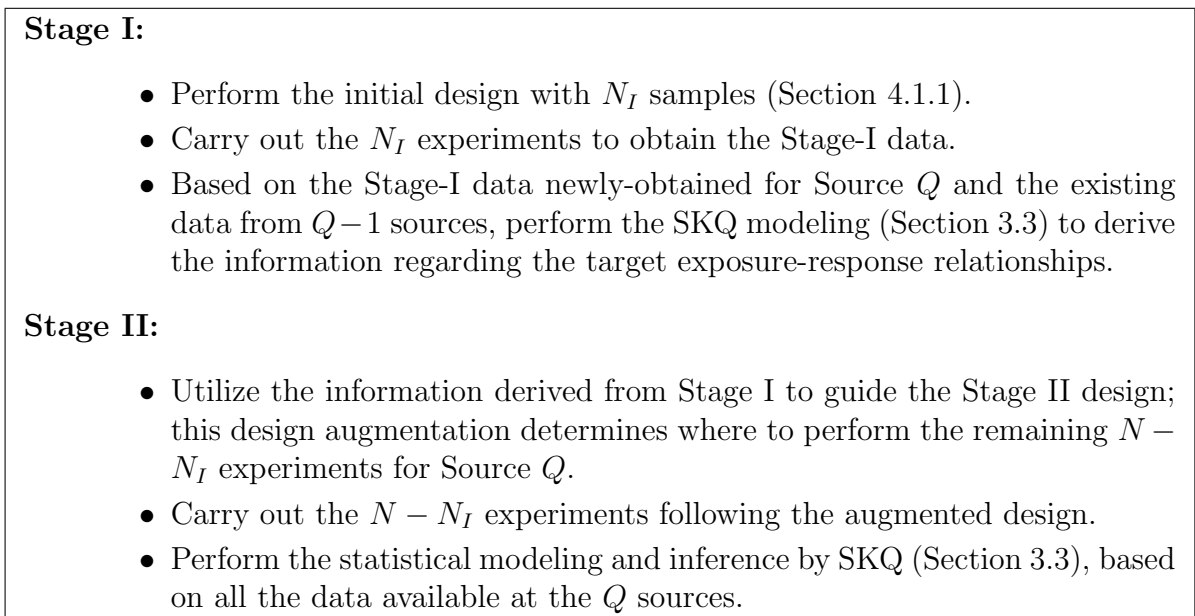 Stage I:
• Perform the initial design with N_I samples (Section 4.1.1).
• Carry out the N_I experiments to obtain the Stage-I data.
• Based on the Stage-I data newly-obtained for Source Q and the existing
data from Q−1 sources, perform the SKQ modeling (Section 3.3) to derive
the information regarding the target exposure-response relationships.
Stage II:
• Utilize the information derived from Stage I to guide the Stage II design;
this design augmentation determines where to perform the remaining N −
N_I experiments for Source Q.
• Carry out the N − N_I experiments following the augmented design.
• Perform the statistical modeling and inference by SKQ (Section 3.3), based
on all the data available at the Q sources.